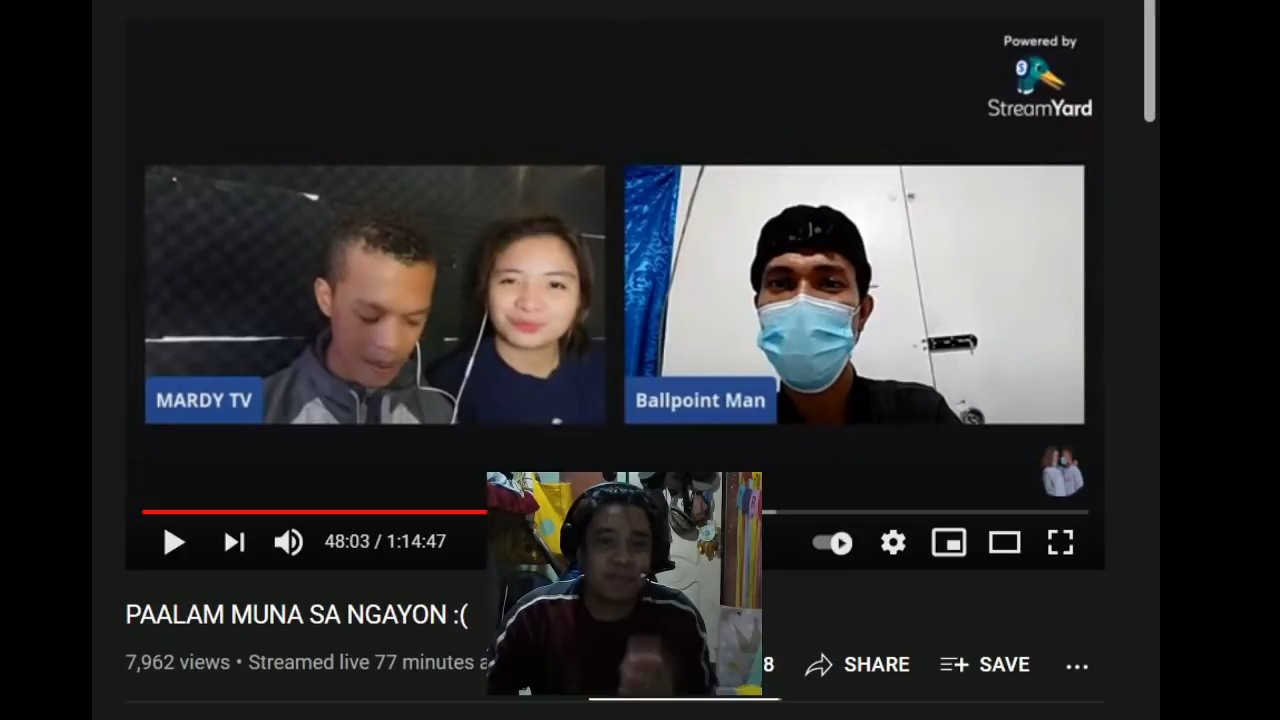 Powered by
StreamYard
MARDY TV
Ballpoint Man
48:03 / 1:14:47
PAALAM MUNA SA NGAYON :(
7,962 views • Streamed live 77 minutes
8 SHARE SAVE